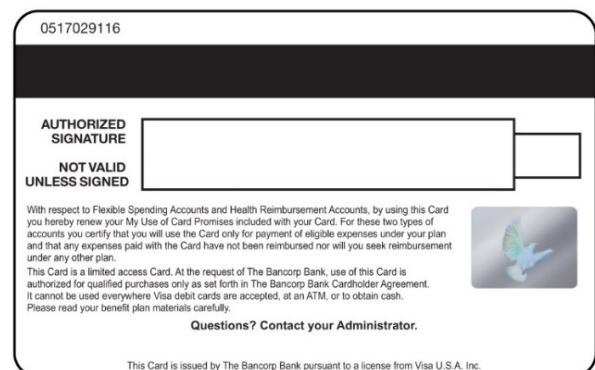 0517029116
AUTHORIZED
SIGNATURE
NOT VALID
UNLESS SIGNED
With respect to Flexible Spending Accounts and Health Reimbursement Accounts, by using this Card
you hereby renew your My Use of Card Promises included with your Card. For these two types of
accounts you certify that you will use the Card only for payment of eligible expenses under your plan
and that any expenses paid with the Card have not been reimbursed nor will you seek reimbursement
under any other plan.
This Card is a limited access Card. At the request of The Bancorp Bank, use of this Card is
authorized for qualified purchases only as set forth in The Bancorp Bank Cardholder Agreement.
It cannot be used everywhere Visa debit cards are accepted, at an ATM, or to obtain cash.
Please read your benefit plan materials carefully.
Questions? Contact your Administrator.
This Card is issued by The Bancorp Bank pursuant to a license from Visa U.S.A. Inc.